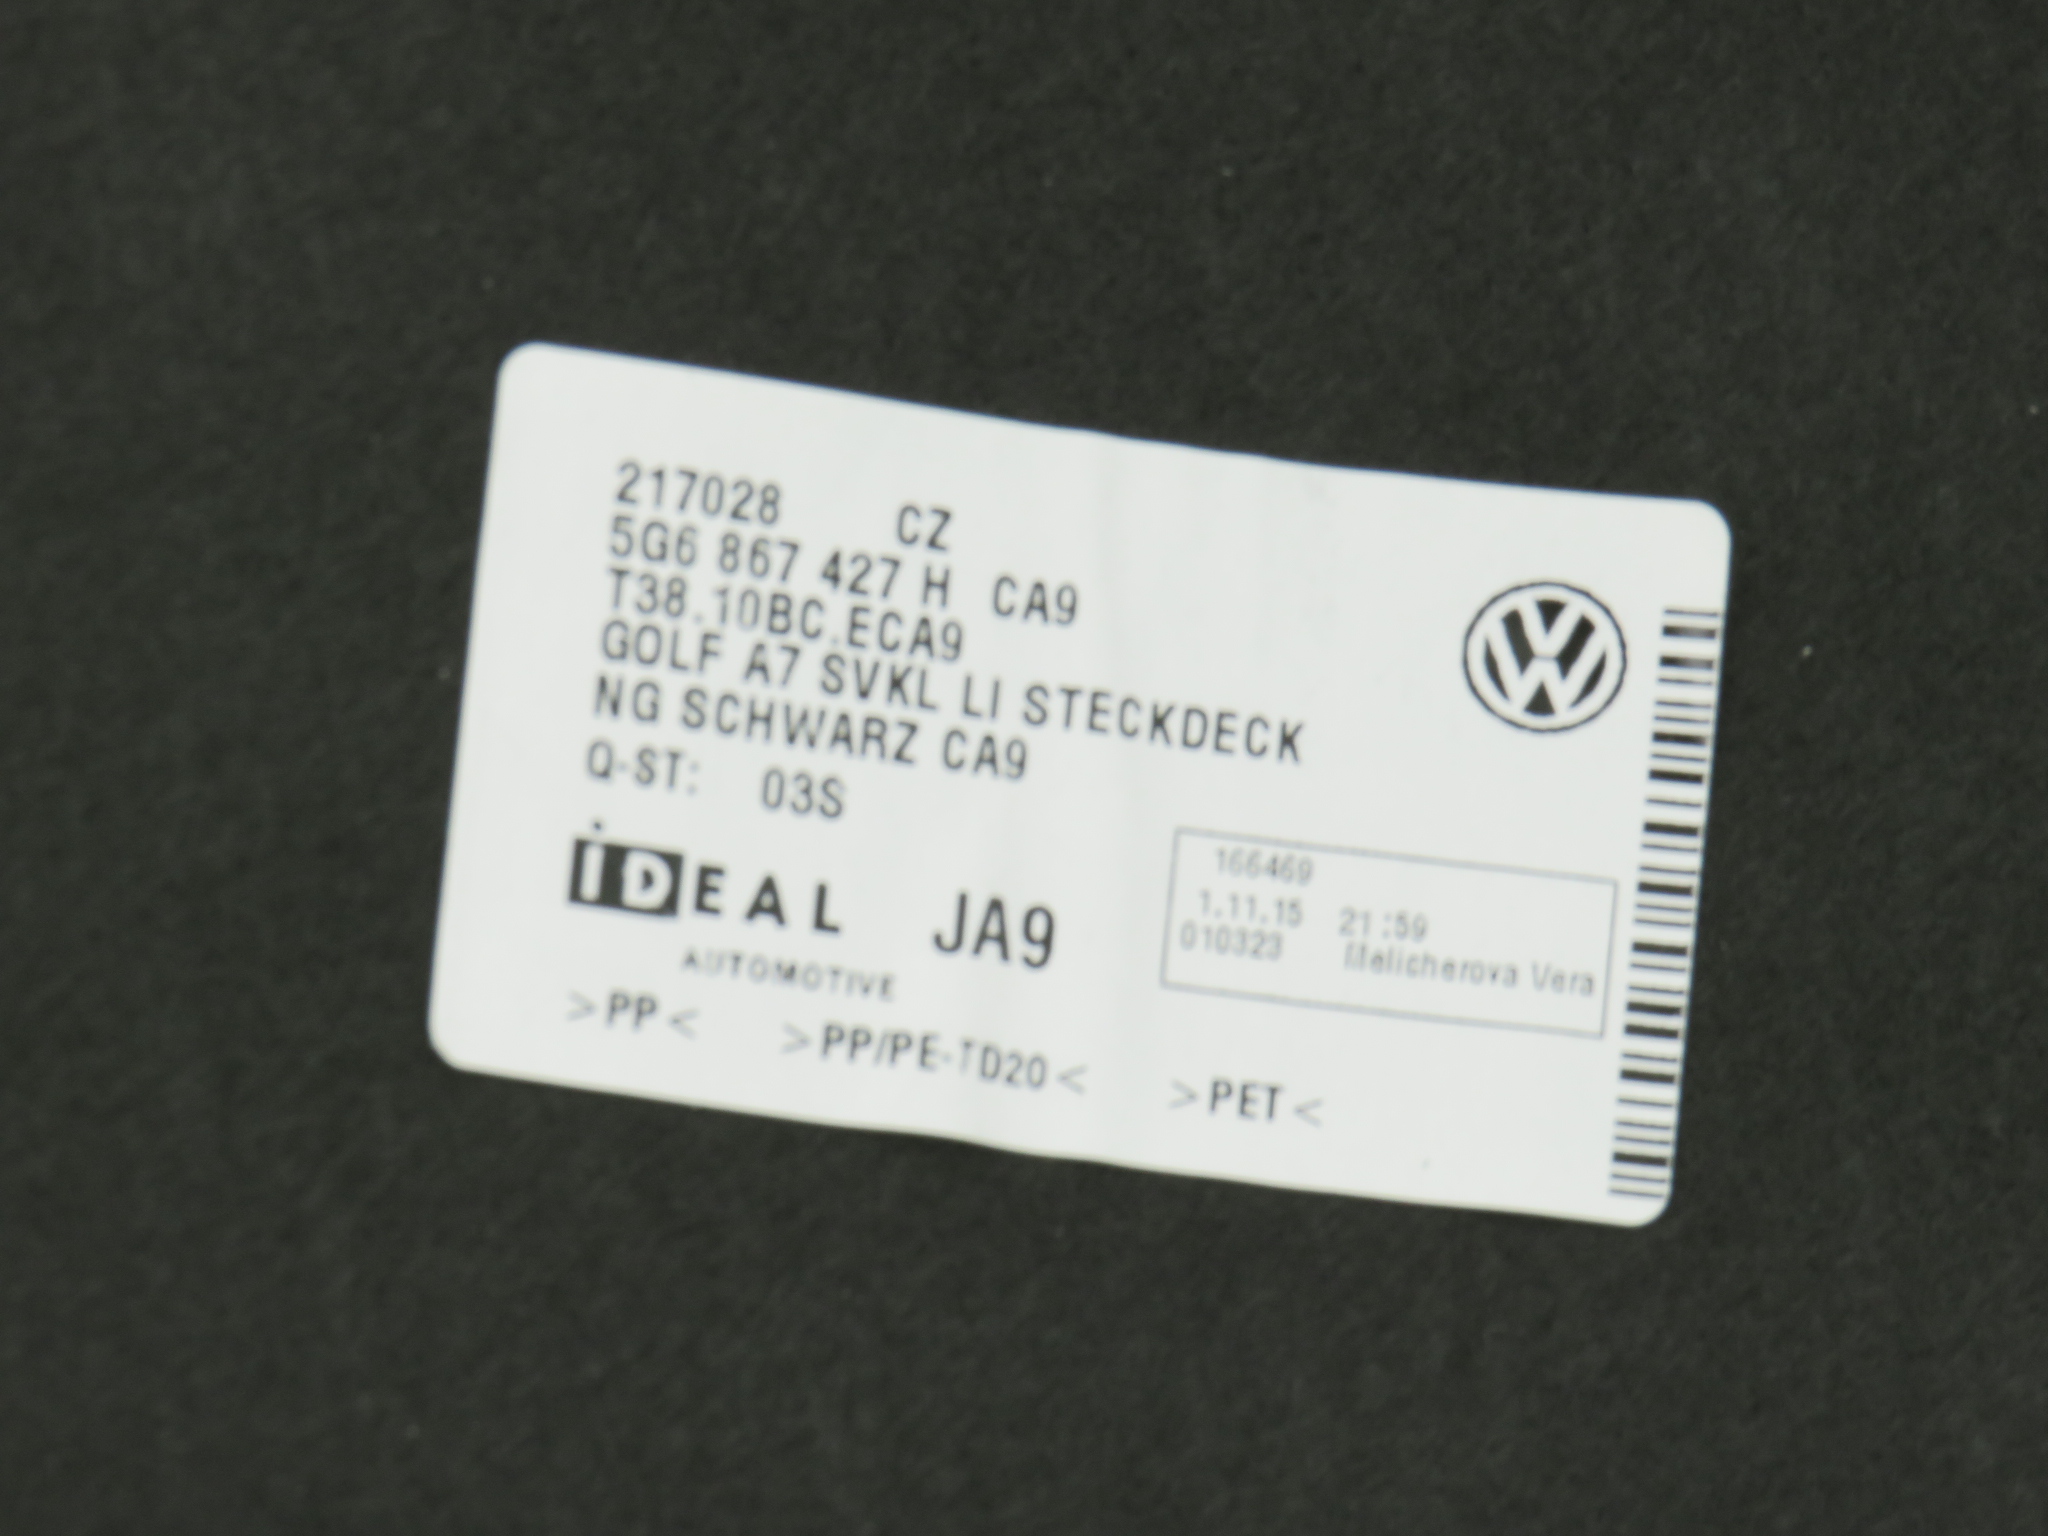 217028 CZ
5G6 867 427 H CA9
T38.10BC.ECA9
GOLF A7 SVKL LI STECKDECK
NG SCHWARZ CA9
Q-ST: 03S
iDEAL JA9
AUTOMOTIVE
166469
1.11.15 21:59
010323 Melicherova Vera
>PP< >PP/PE-TD20< >PET<